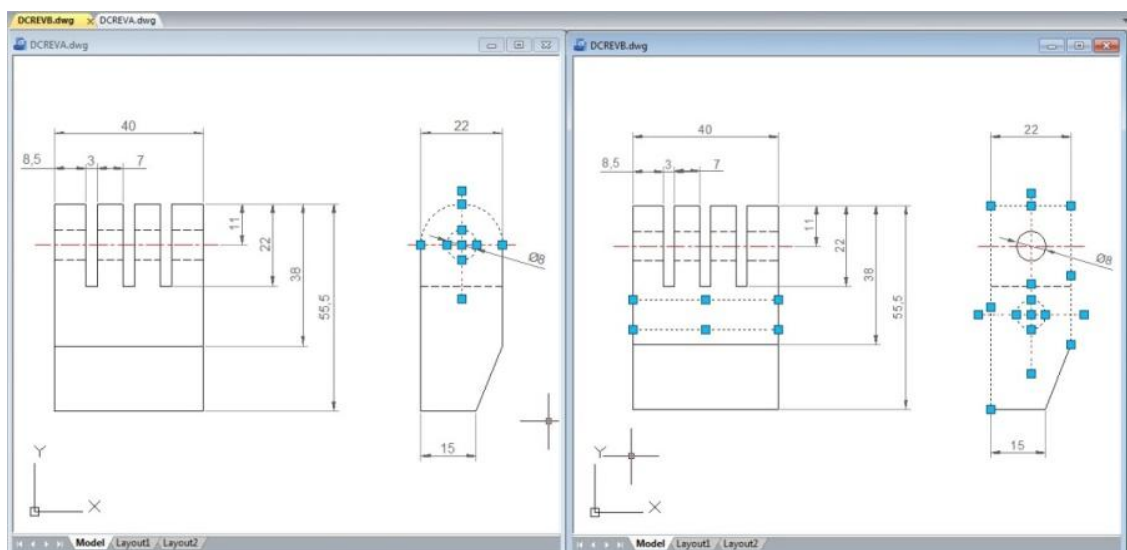 DCREVB.dwg × DCREVA.dwg
DCREVA.dwg
40
22
8,5 3 7
11
22
38
55,5
Ø8
15
Y
X
Model Layout1 Layout2
DCREVB.dwg
40
22
8,5 3 7
11
22
38
55,5
Ø8
15
Y
X
Model Layout1 Layout2